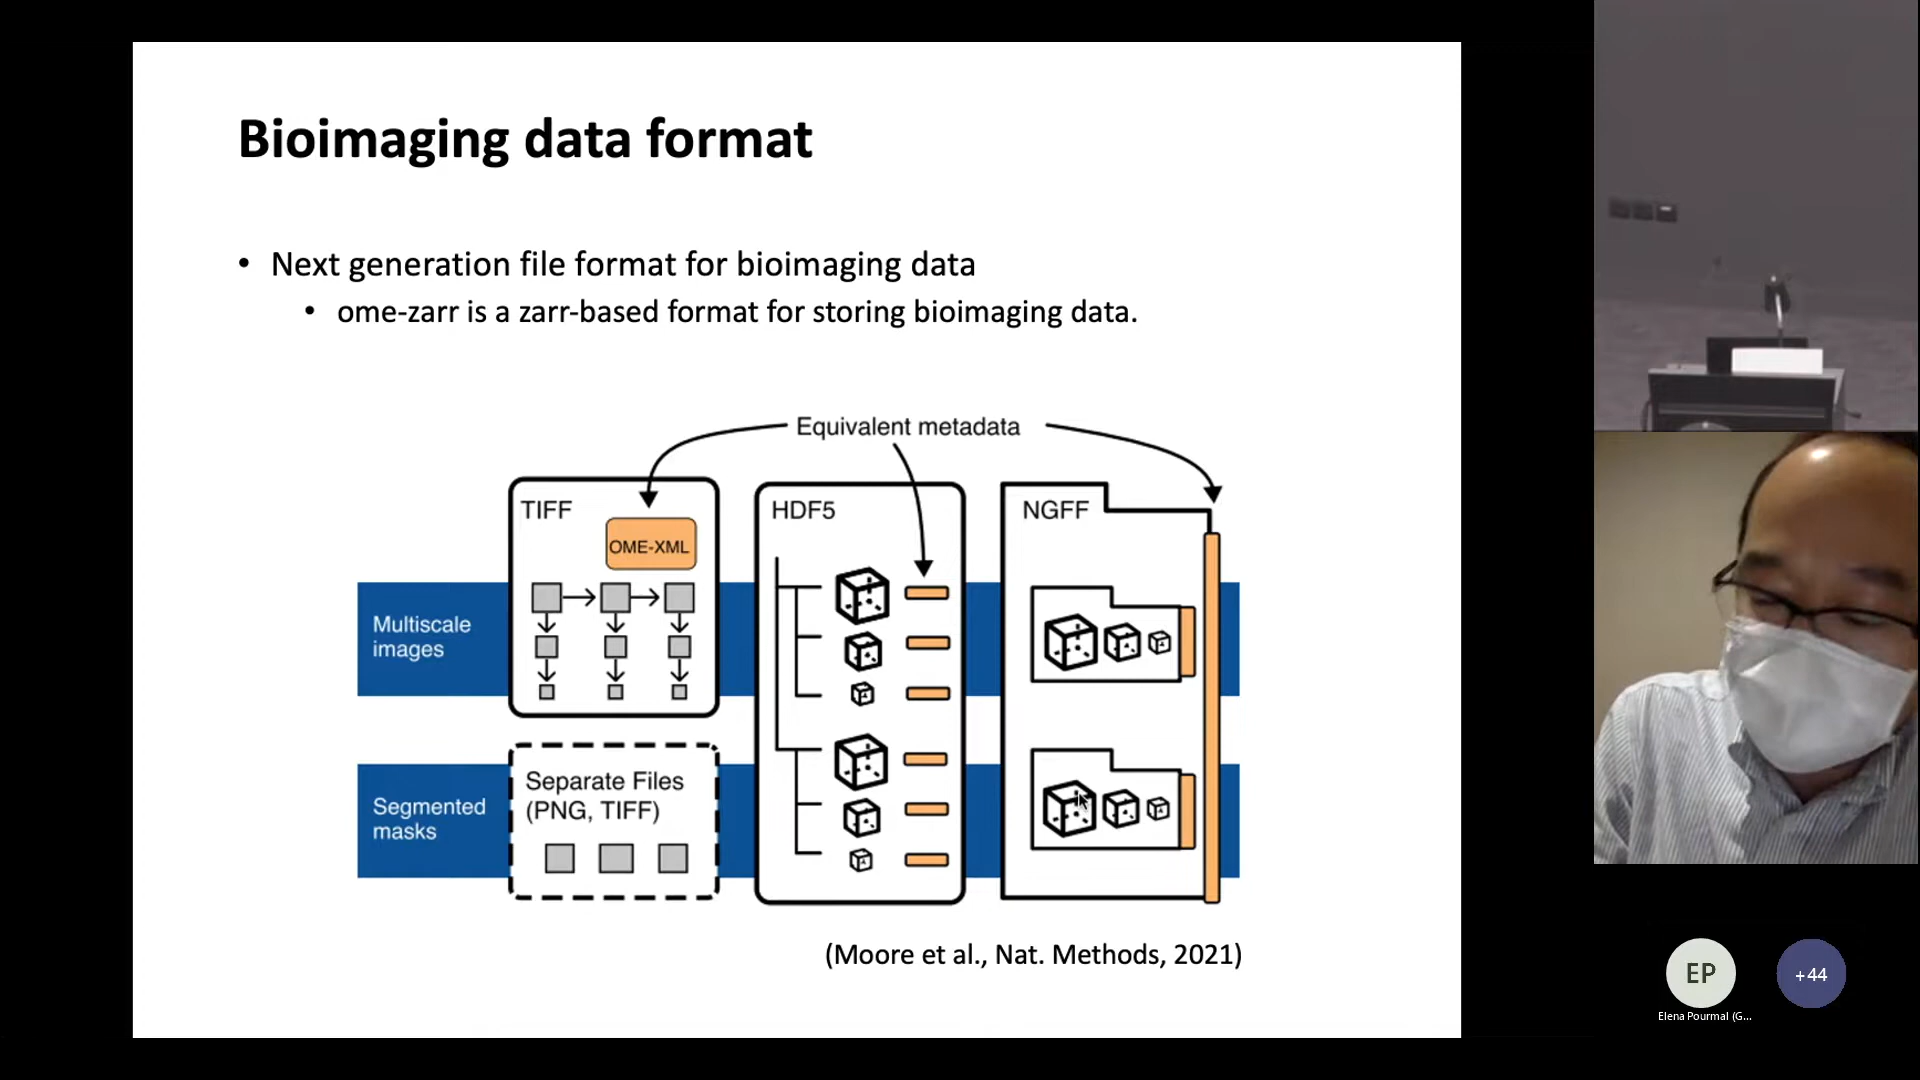 Bioimaging data format
• Next generation file format for bioimaging data
• ome-zarr is a zarr-based format for storing bioimaging data.
Equivalent metadata
TIFF
OME-XML
HDF5
NGFF
Multiscale
images
Separate Files
(PNG, TIFF)
Segmented
masks
(Moore et al., Nat. Methods, 2021)
EP
+44
Elena Pourmal (G...